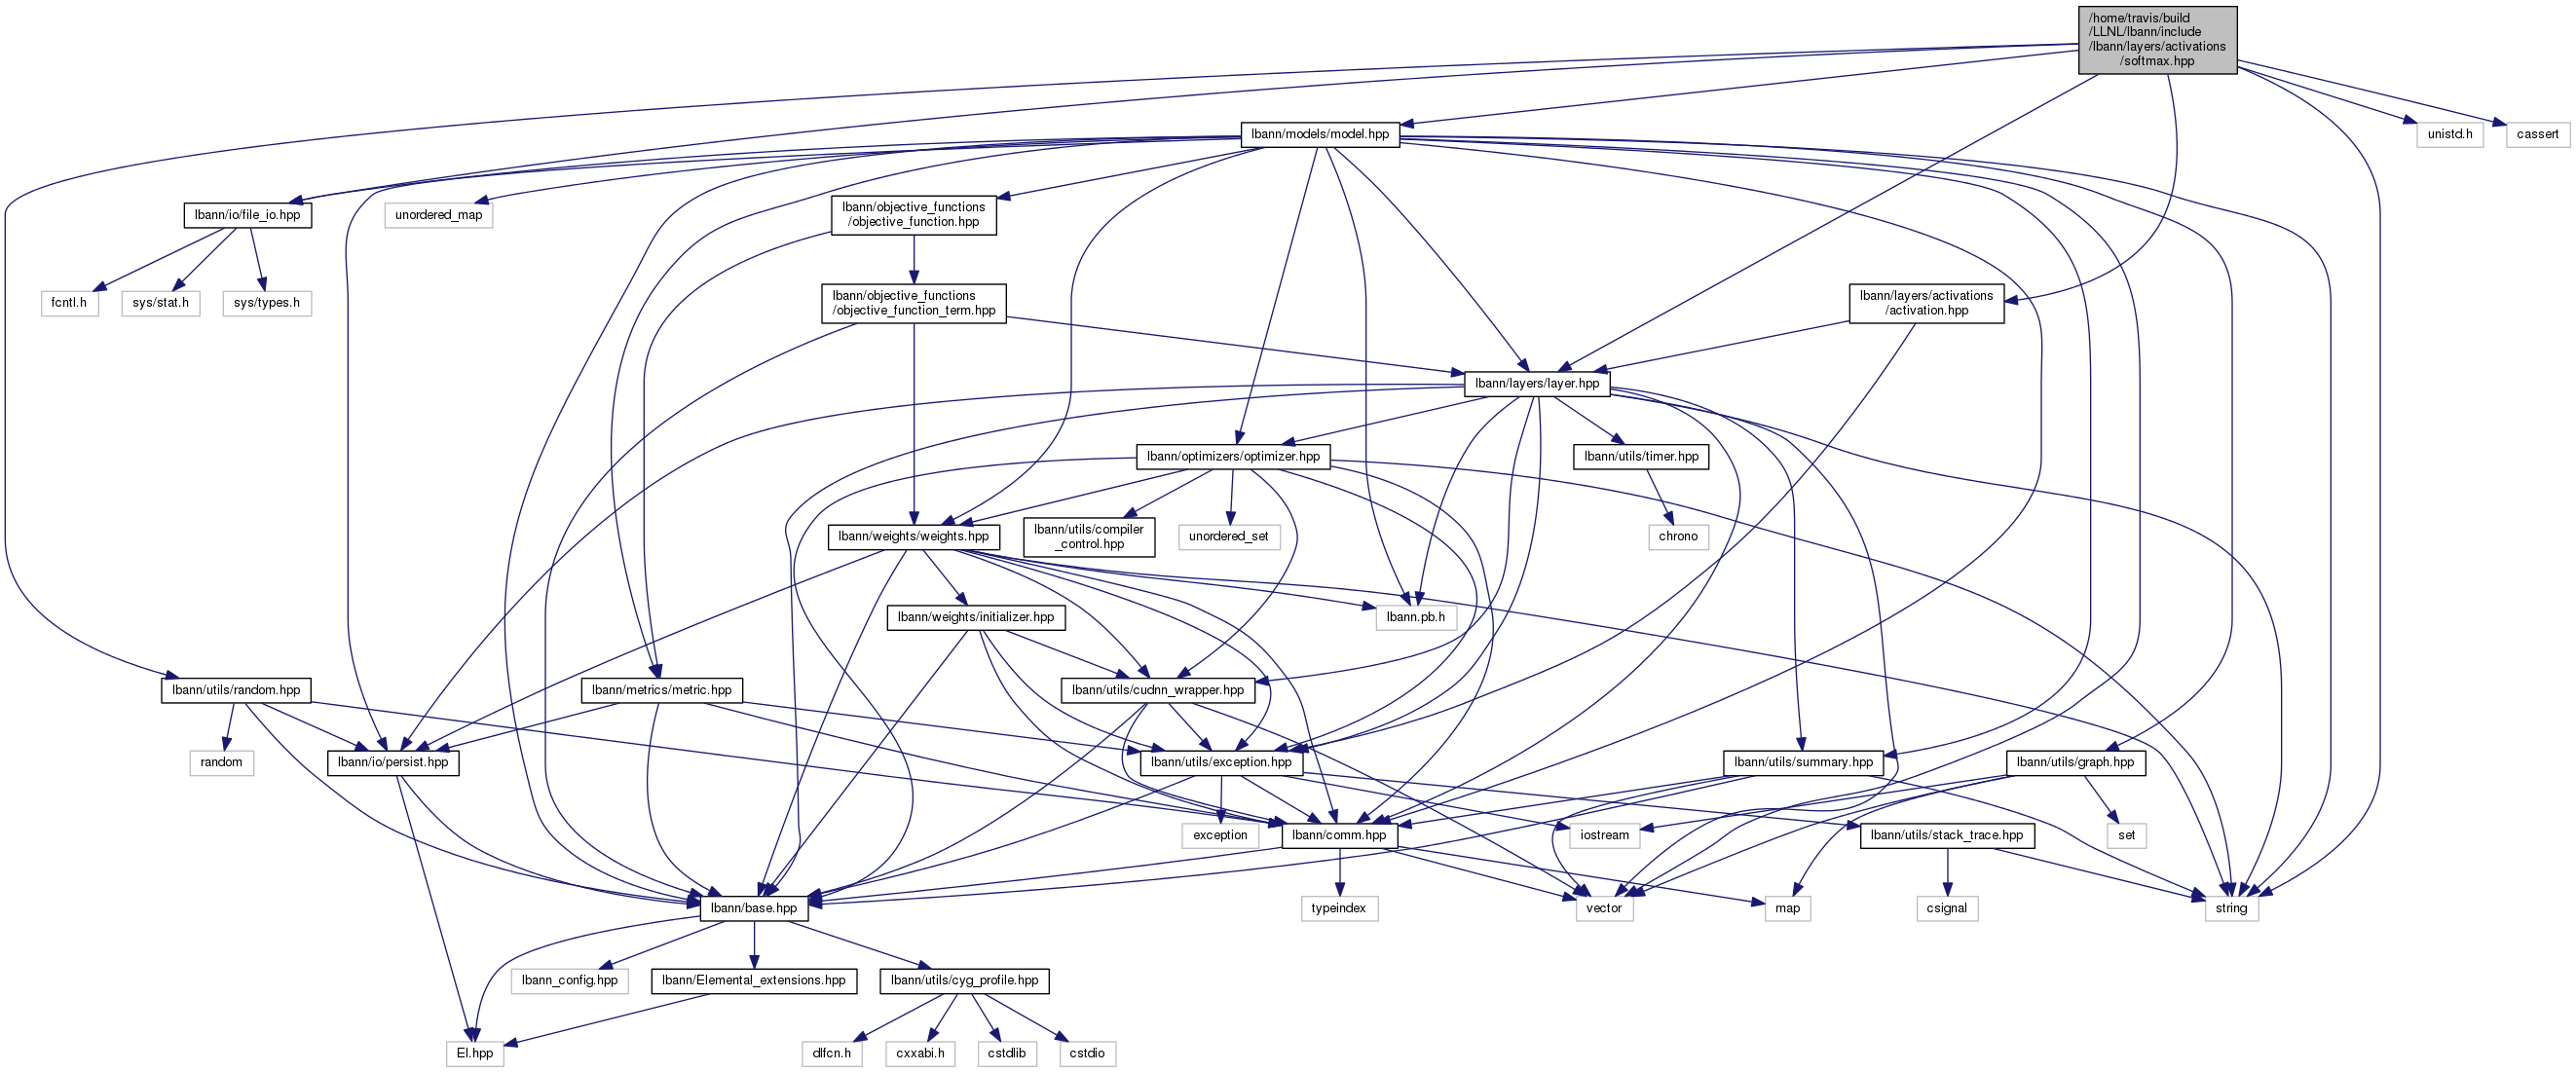 /home/travis/build
/LLNL/lbann/include
/lbann/layers/activations
/softmax.hpp
lbann/models/model.hpp
unistd.h
cassert
lbann/io/file_io.hpp
unordered_map
lbann/objective_functions
/objective_function.hpp
fcntl.h
sys/stat.h
sys/types.h
lbann/objective_functions
/objective_function_term.hpp
lbann/layers/activations
/activation.hpp
lbann/layers/layer.hpp
lbann/optimizers/optimizer.hpp
lbann/utils/timer.hpp
lbann/weights/weights.hpp
lbann/utils/compiler
_control.hpp
unordered_set
chrono
lbann/weights/initializer.hpp
lbann.pb.h
lbann/utils/random.hpp
lbann/metrics/metric.hpp
lbann/utils/cudnn_wrapper.hpp
random
lbann/io/persist.hpp
lbann/utils/exception.hpp
lbann/utils/summary.hpp
lbann/utils/graph.hpp
exception
lbann/comm.hpp
iostream
lbann/utils/stack_trace.hpp
set
lbann/base.hpp
typeindex
vector
map
csignal
string
lbann_config.hpp
lbann/Elemental_extensions.hpp
lbann/utils/cyg_profile.hpp
El.hpp
dlfcn.h
cxxabi.h
cstdlib
cstdio